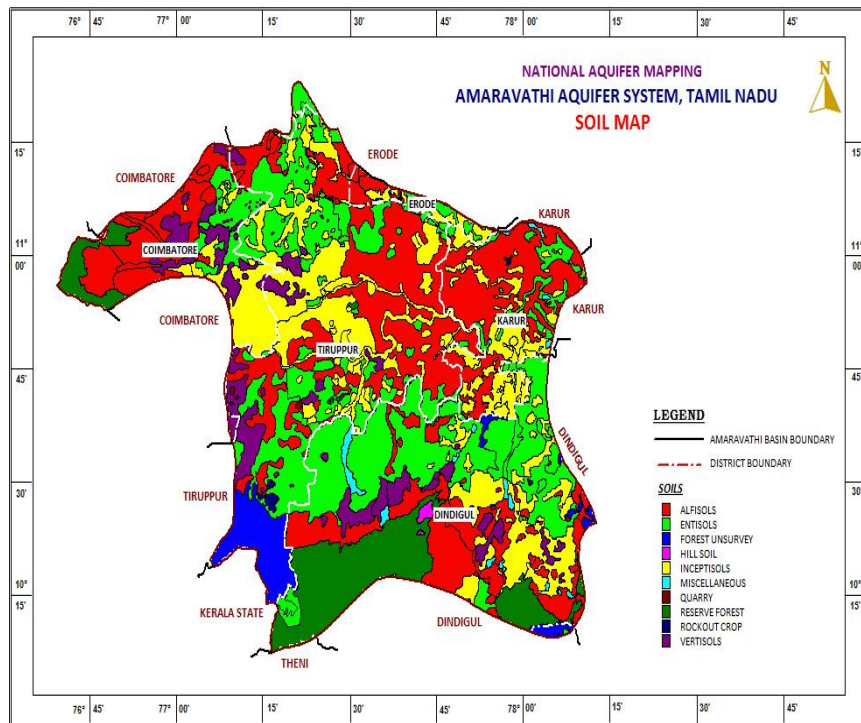 76° 45' 77° 00' 15' 30' 45' 78° 00' 15' 45'
NATIONAL AQUIFER MAPPING
AMARAVATHI AQUIFER SYSTEM, TAMIL NADU
SOIL MAP
N
15' 15'
ERODE
COIMBATORE
ERODE
KARUR
11° 00' 11° 00'
COIMBATORE
KARUR
COIMBATORE
KARUR
TIRUPPUR
45' 45'
LEGEND
AMARAVATHI BASIN BOUNDARY
DISTRICT BOUNDARY
DINDIGUL
30' 30'
TIRUPPUR
SOILS
ALFISOLS
ENTISOLS
FOREST UNSURVEY
HILL SOIL
INCEPTISOLS
MISCELLANEOUS
QUARRY
RESERVE FOREST
ROCKOUT CROP
VERTISOLS
DINDIGUL
10° 15' 10° 15'
KERALA STATE
DINDIGUL
THENI
76° 45' 77° 00' 15' 30' 45' 78° 00' 15' 45'